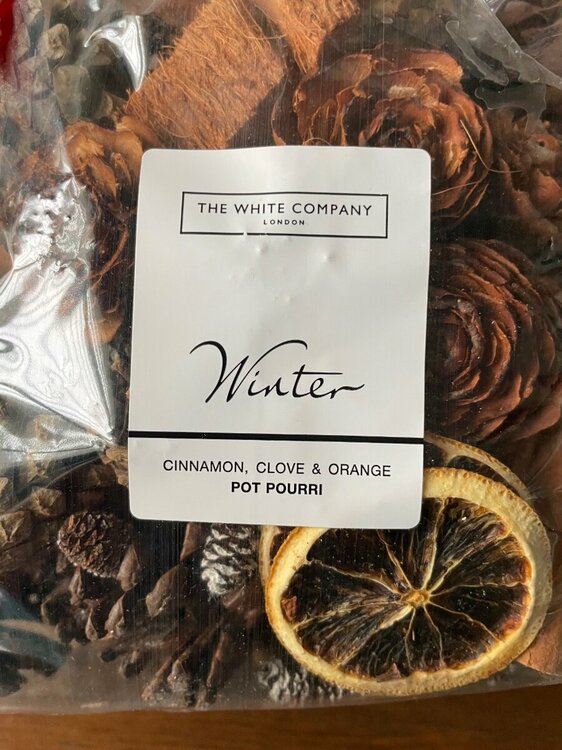 THE WHITE COMPANY
LONDON
Winter
CINNAMON, CLOVE & ORANGE
POT POURRI